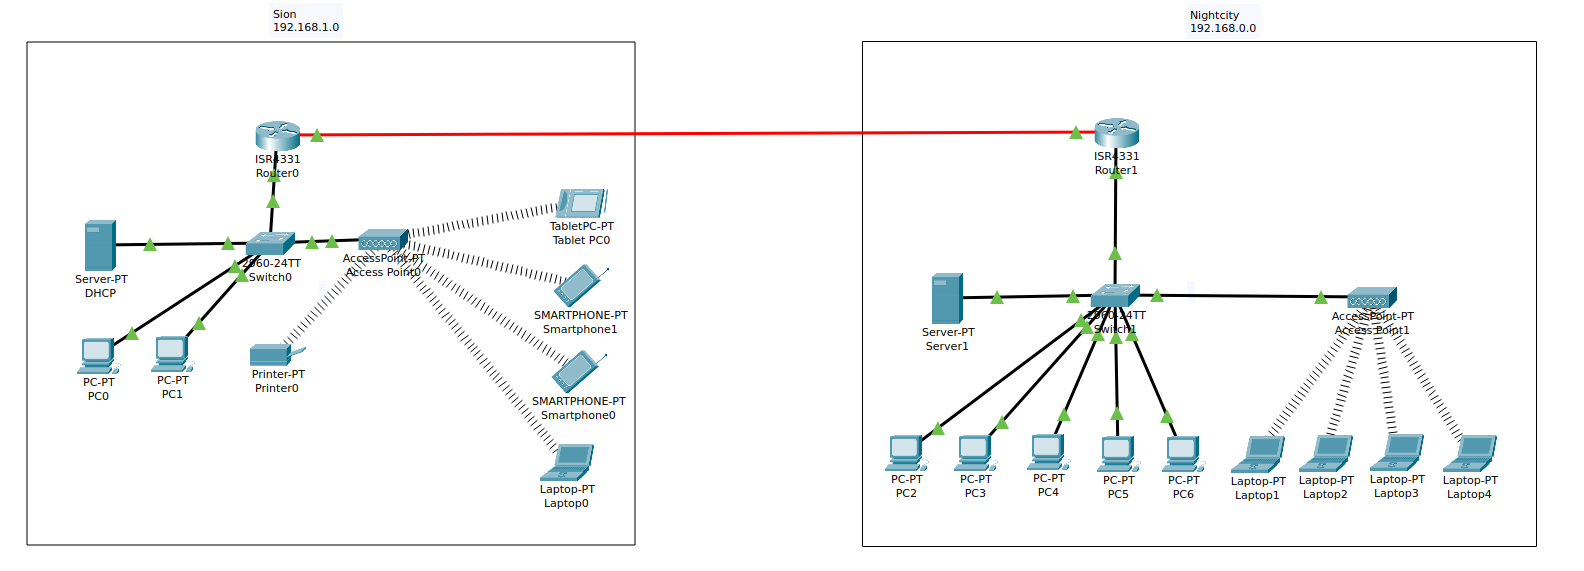 Sion
192.168.1.0
Nightcity
192.168.0.0
ISR4331
Router0
ISR4331
Router1
TabletPC-PT
Tablet PC0
Server-PT
DHCP
2960-24TT
Switch0
AccessPoint-PT
Access Point0
SMARTPHONE-PT
Smartphone1
2960-24TT
Switch1
Server-PT
Server1
AccessPoint-PT
Access Point1
PC-PT
PC0
PC-PT
PC1
Printer-PT
Printer0
SMARTPHONE-PT
Smartphone0
Laptop-PT
Laptop0
PC-PT
PC2
PC-PT
PC3
PC-PT
PC4
PC-PT
PC5
PC-PT
PC6
Laptop-PT
Laptop1
Laptop-PT
Laptop2
Laptop-PT
Laptop3
Laptop-PT
Laptop4